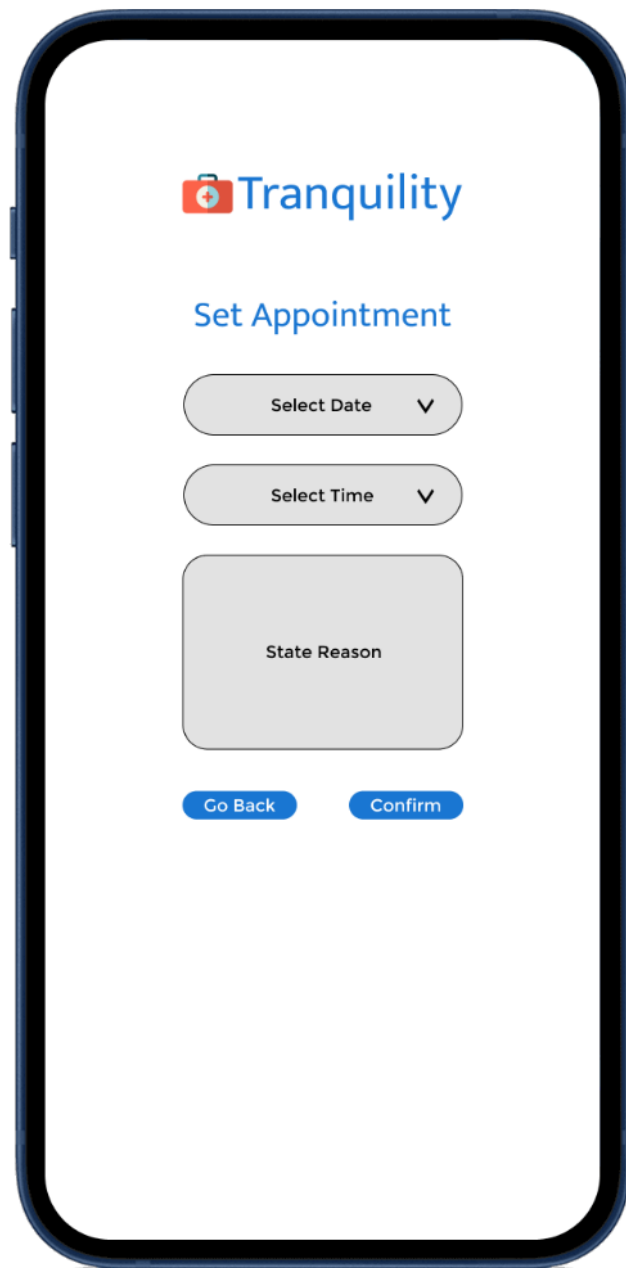 Tranquility
Set Appointment
Select Date
Select Time
State Reason
Go Back
Confirm